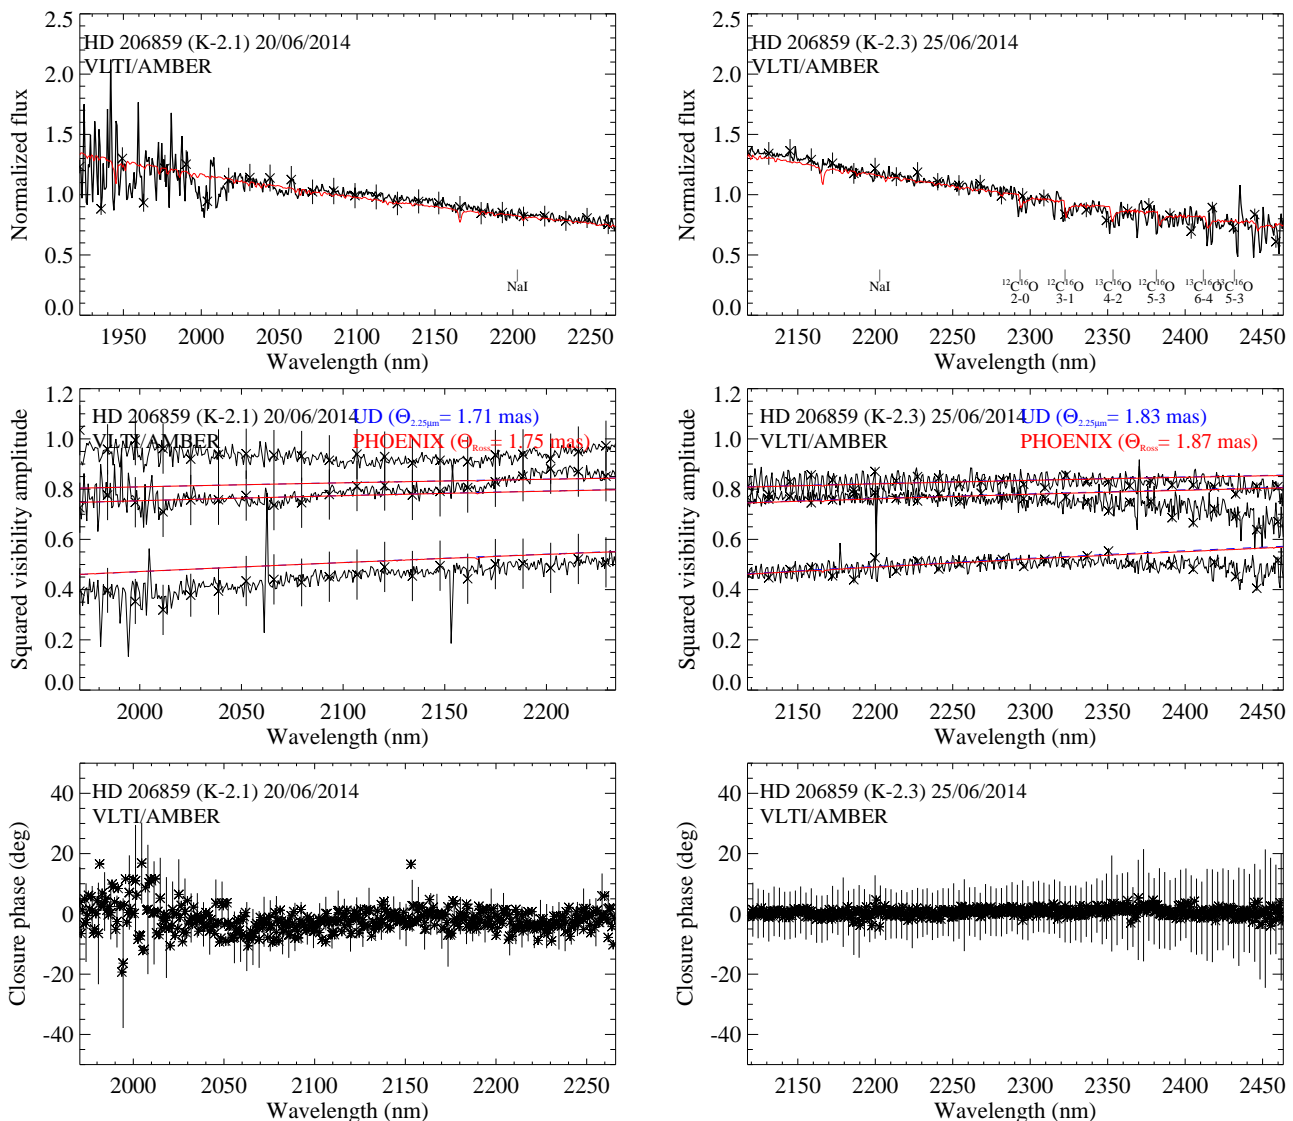 HD 206859 (K-2.1) 20/06/2014
VLTI/AMBER
Normalized flux
2.5
2.0
1.5
1.0
0.5
0.0
NaI
1950 2000 2050 2100 2150 2200 2250
Wavelength (nm)
HD 206859 (K-2.3) 25/06/2014
VLTI/AMBER
Normalized flux
2.5
2.0
1.5
1.0
0.5
0.0
NaI
12C16O 2-0
12C16O 3-1
13C16O 4-2
12C16O 5-3
13C16O 6-4
13C16O 5-3
2150 2200 2250 2300 2350 2400 2450
Wavelength (nm)
HD 206859 (K-2.1) 20/06/2014
VLTI/AMBER
UD (Θ2.25μm= 1.71 mas)
PHOENIX (ΘRoss= 1.75 mas)
Squared visibility amplitude
1.2
1.0
0.8
0.6
0.4
0.2
0.0
2000 2050 2100 2150 2200
Wavelength (nm)
HD 206859 (K-2.3) 25/06/2014
VLTI/AMBER
UD (Θ2.25μm= 1.83 mas)
PHOENIX (ΘRoss= 1.87 mas)
Squared visibility amplitude
1.2
1.0
0.8
0.6
0.4
0.2
0.0
2150 2200 2250 2300 2350 2400 2450
Wavelength (nm)
HD 206859 (K-2.1) 20/06/2014
VLTI/AMBER
Closure phase (deg)
40
20
0
-20
-40
2000 2050 2100 2150 2200 2250
Wavelength (nm)
HD 206859 (K-2.3) 25/06/2014
VLTI/AMBER
Closure phase (deg)
40
20
0
-20
-40
2150 2200 2250 2300 2350 2400 2450
Wavelength (nm)